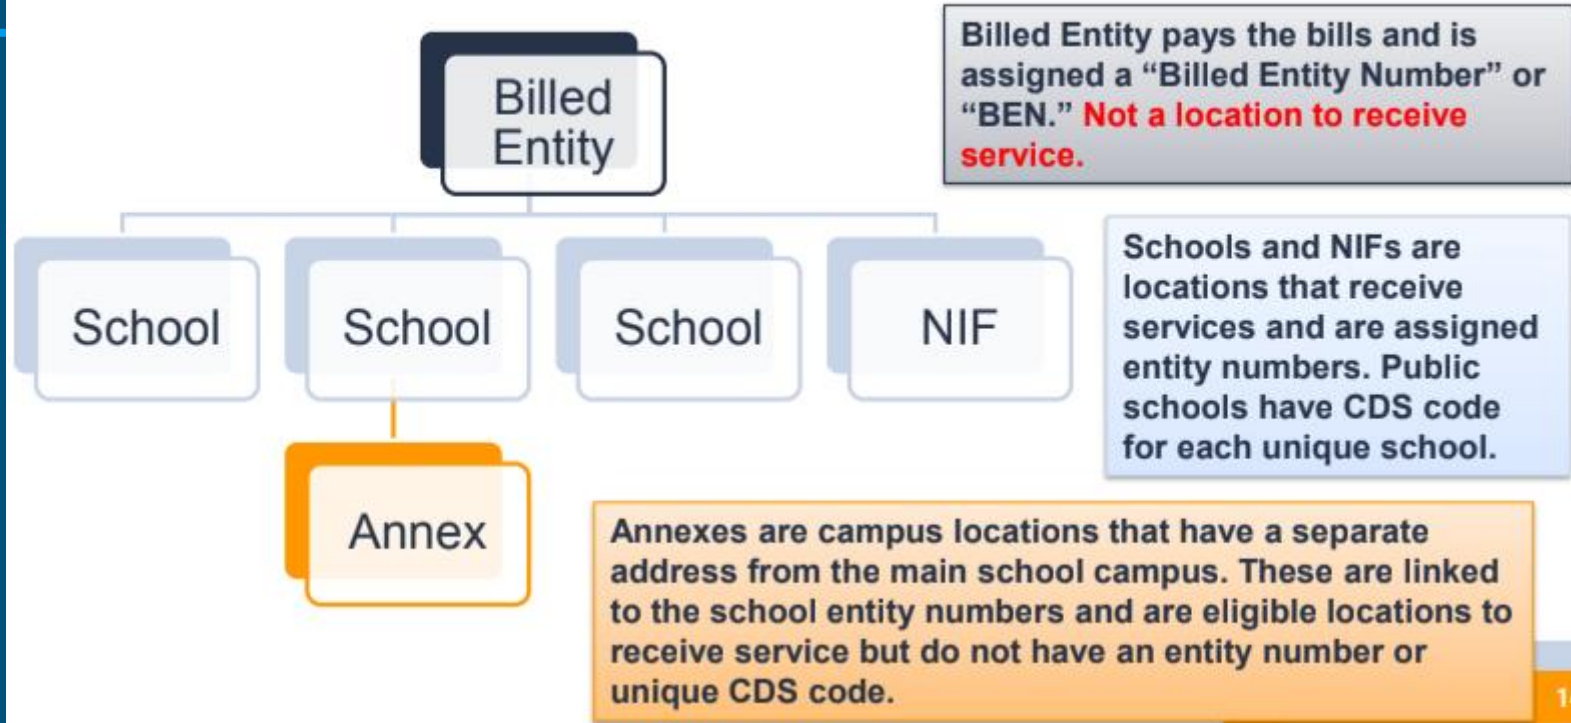 Billed
Entity
Billed Entity pays the bills and is
assigned a “Billed Entity Number” or
“BEN.” Not a location to receive
service.
School
School
School
NIF
Schools and NIFs are
locations that receive
services and are assigned
entity numbers. Public
schools have CDS code
for each unique school.
Annex
Annexes are campus locations that have a separate
address from the main school campus. These are linked
to the school entity numbers and are eligible locations to
receive service but do not have an entity number or
unique CDS code.